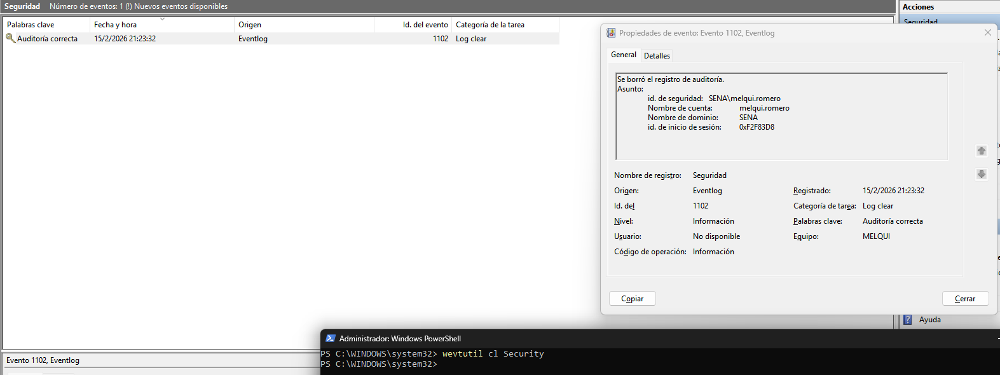 Seguridad Número de eventos: 1 (!) Nuevos eventos disponibles
Palabras clave Fecha y hora Origen Id. del evento Categoría de la tarea
Auditoría correcta 15/2/2026 21:23:32 Eventlog 1102 Log clear
Acciones
Seguridad
Propiedades de evento: Evento 1102, Eventlog
General Detalles
Se borró el registro de auditoría.
Asunto:
id. de seguridad: SENA\melqui.romero
Nombre de cuenta: melqui.romero
Nombre de dominio: SENA
id. de inicio de sesión: 0xF2F83D8
Nombre de registro: Seguridad
Origen: Eventlog Registrado: 15/2/2026 21:23:32
Id. del 1102 Categoría de tarea: Log clear
Nivel: Información Palabras clave: Auditoría correcta
Usuario: No disponible Equipo: MELQUI
Código de operación: Información
Copiar Cerrar
Ayuda
Evento 1102, Eventlog
Administrador: Windows PowerShell
PS C:\WINDOWS\system32> wevtutil cl Security
PS C:\WINDOWS\system32>